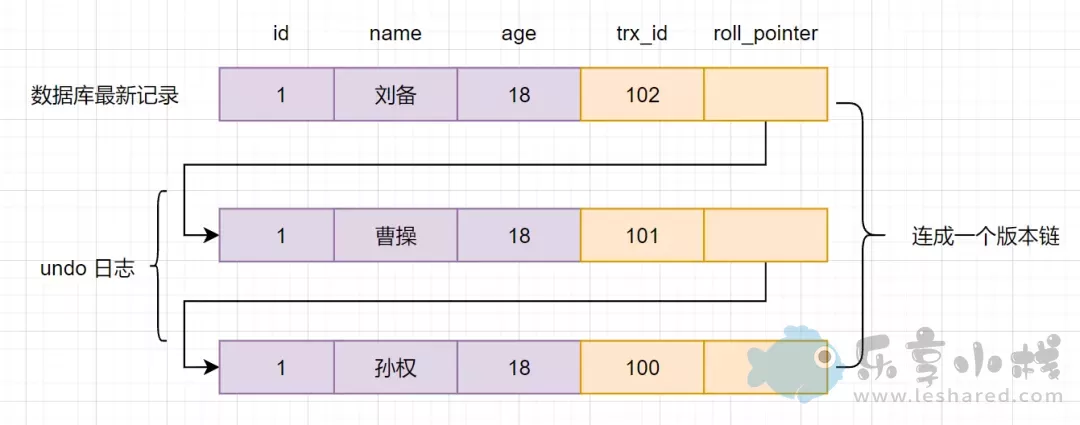 id name age trx_id roll_pointer
数据库最新记录 1 刘备 18 102
1 曹操 18 101
连成一个版本链
undo 日志
1 孙权 18 100
乐享小栈
www.leshared.com